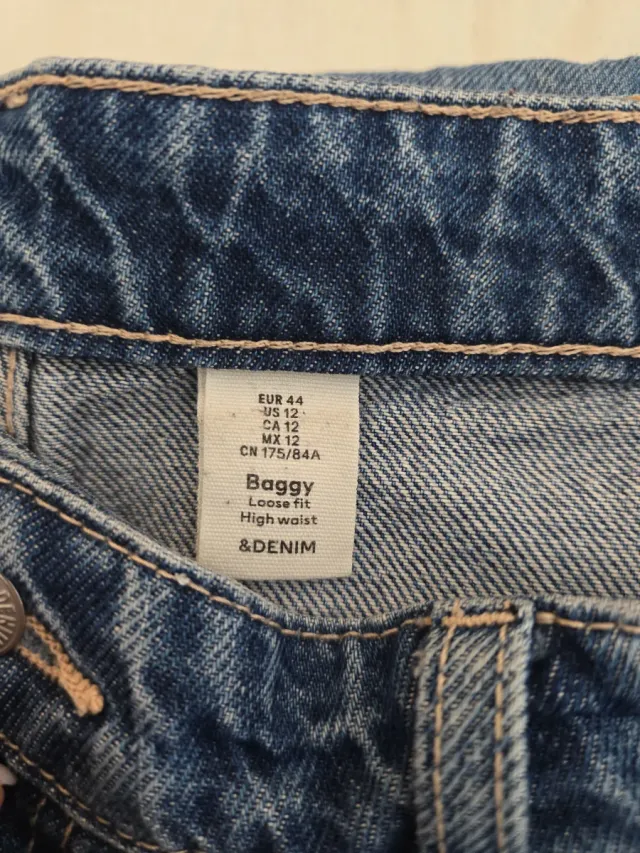 EUR 44
US 12
CA 12
MX 12
CN 175/84A
Baggy
Loose fit
High waist
&DENIM